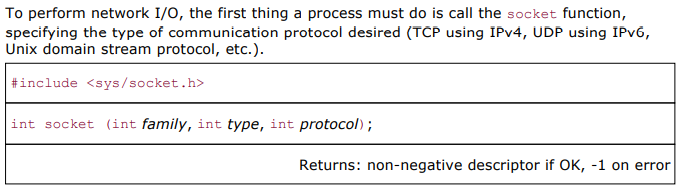 To perform network I/O, the first thing a process must do is call the socket function,
specifying the type of communication protocol desired (TCP using IPv4, UDP using IPv6,
Unix domain stream protocol, etc.).
#include <sys/socket.h>
int socket (int family, int type, int protocol);
Returns: non-negative descriptor if OK, -1 on error